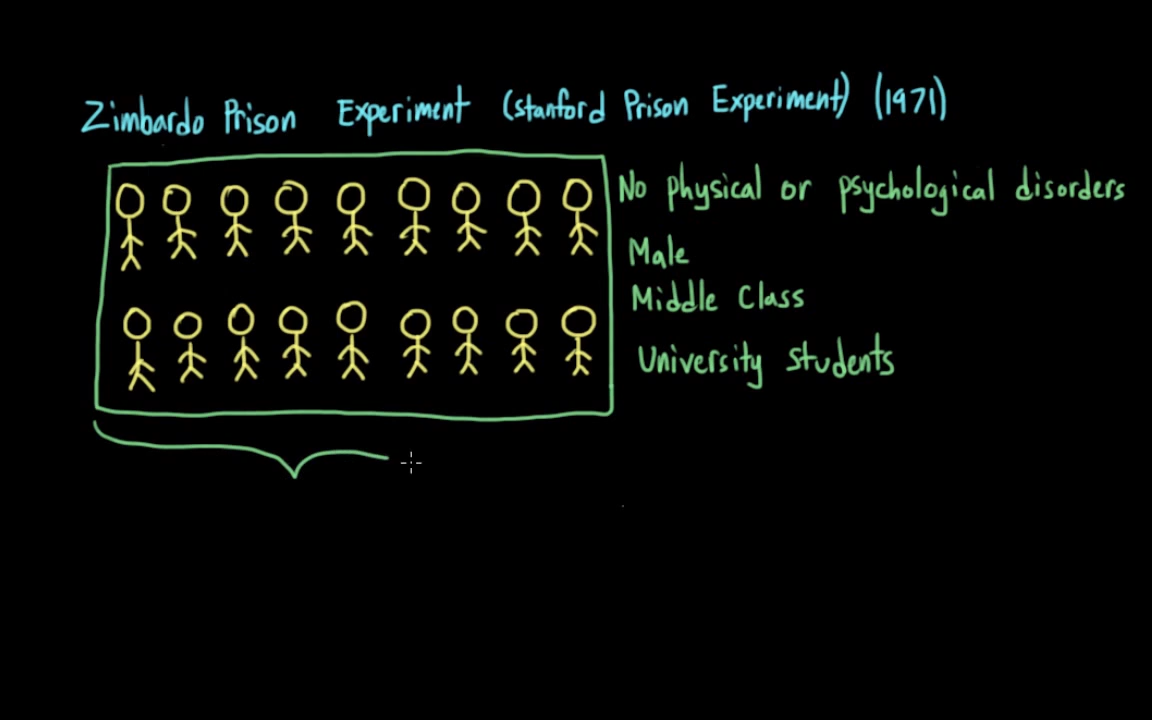 Zimbardo Prison Experiment (Stanford Prison Experiment) (1971)
No physical or psychological disorders
Male
Middle Class
University students